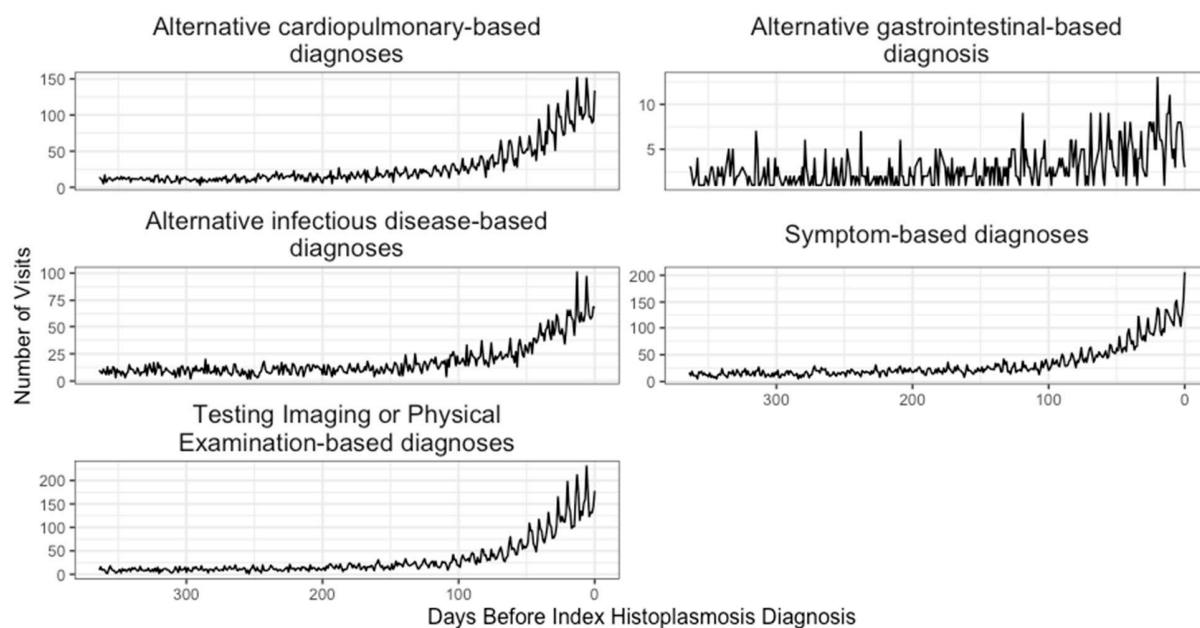 Alternative cardiopulmonary-based
diagnoses
150
100
50
0
Alternative gastrointestinal-based
diagnosis
10
5
Alternative infectious disease-based
diagnoses
100
75
50
25
0
Symptom-based diagnoses
200
150
100
50
0
300 200 100 0
Number of Visits
Testing Imaging or Physical
Examination-based diagnoses
200
150
100
50
0
300 200 100 0
Days Before Index Histoplasmosis Diagnosis